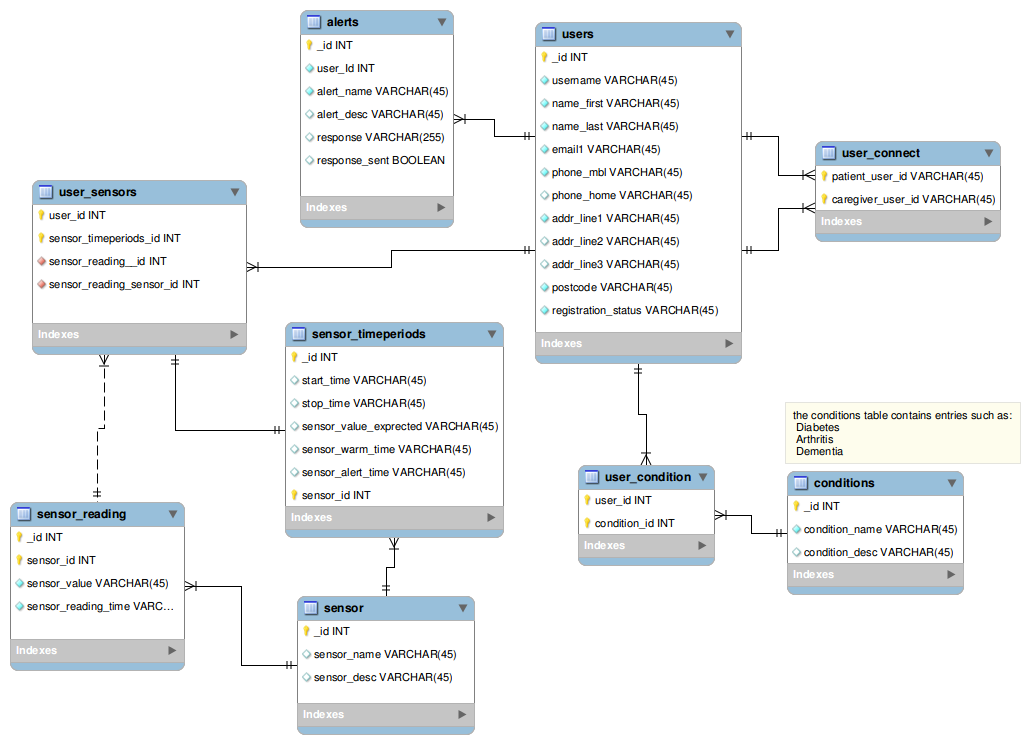 alerts
_id INT
user_Id INT
alert_name VARCHAR(45)
alert_desc VARCHAR(45)
response VARCHAR(255)
response_sent BOOLEAN
Indexes
users
_id INT
username VARCHAR(45)
name_first VARCHAR(45)
name_last VARCHAR(45)
email1 VARCHAR(45)
phone_mbl VARCHAR(45)
phone_home VARCHAR(45)
addr_line1 VARCHAR(45)
addr_line2 VARCHAR(45)
addr_line3 VARCHAR(45)
postcode VARCHAR(45)
registration_status VARCHAR(45)
Indexes
user_connect
patient_user_id VARCHAR(45)
caregiver_user_id VARCHAR(45)
Indexes
user_sensors
user_id INT
sensor_timeperiods_id INT
sensor_reading__id INT
sensor_reading_sensor_id INT
Indexes
sensor_timeperiods
_id INT
start_time VARCHAR(45)
stop_time VARCHAR(45)
sensor_value_exprected VARCHAR(45)
sensor_warm_time VARCHAR(45)
sensor_alert_time VARCHAR(45)
sensor_id INT
Indexes
the conditions table contains entries such as:
Diabetes
Arthritis
Dementia
user_condition
user_id INT
condition_id INT
Indexes
conditions
_id INT
condition_name VARCHAR(45)
condition_desc VARCHAR(45)
Indexes
sensor_reading
_id INT
sensor_id INT
sensor_value VARCHAR(45)
sensor_reading_time VARC...
Indexes
sensor
_id INT
sensor_name VARCHAR(45)
sensor_desc VARCHAR(45)
Indexes